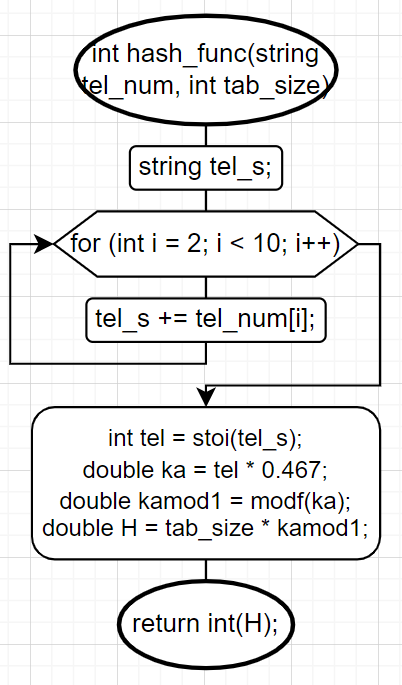 int hash_func(string
tel_num, int tab_size)
string tel_s;
for (int i = 2; i < 10; i++)
tel_s += tel_num[i];
int tel = stoi(tel_s);
double ka = tel * 0.467;
double kamod1 = modf(ka);
double H = tab_size * kamod1;
return int(H);